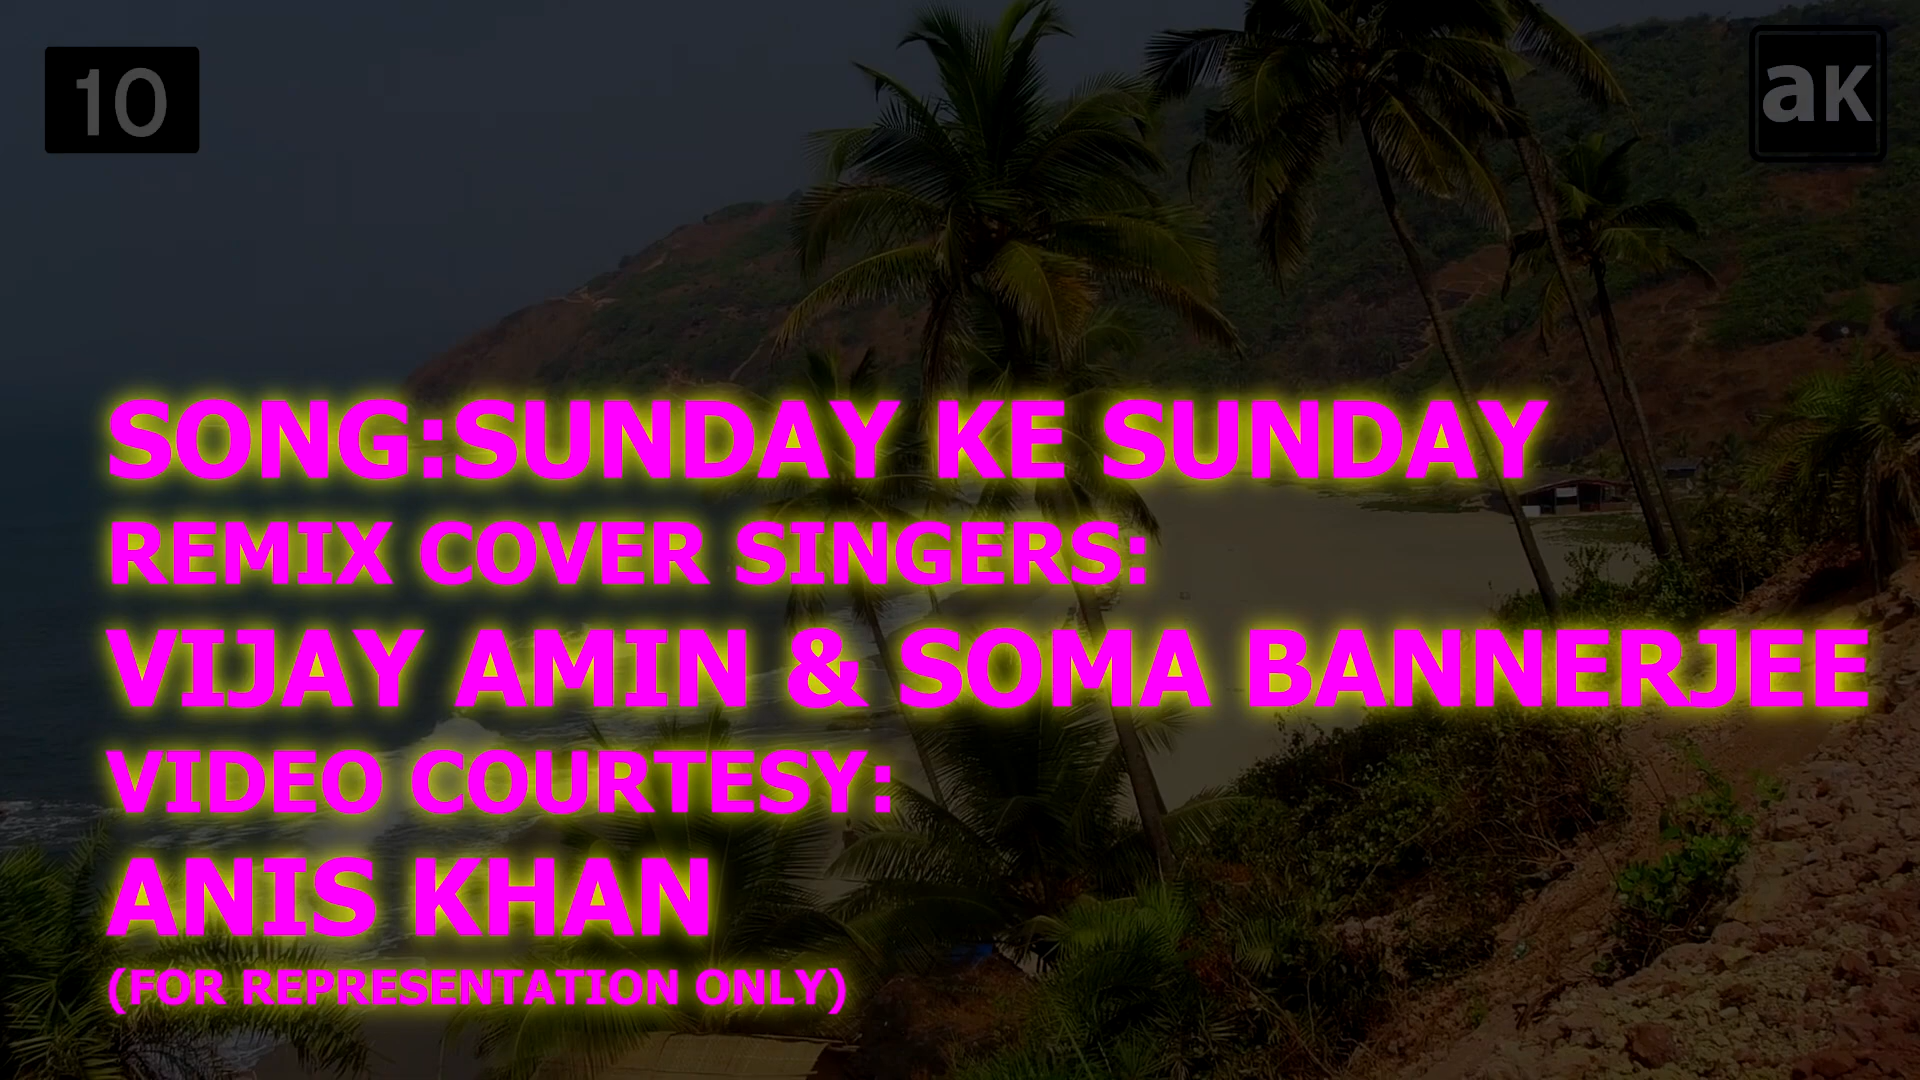 10
aK
SONG:SUNDAY KE SUNDAY
REMIX COVER SINGERS:
VIJAY AMIN & SOMA BANNERJEE
VIDEO COURTESY:
ANIS KHAN
(FOR REPRESENTATION ONLY)